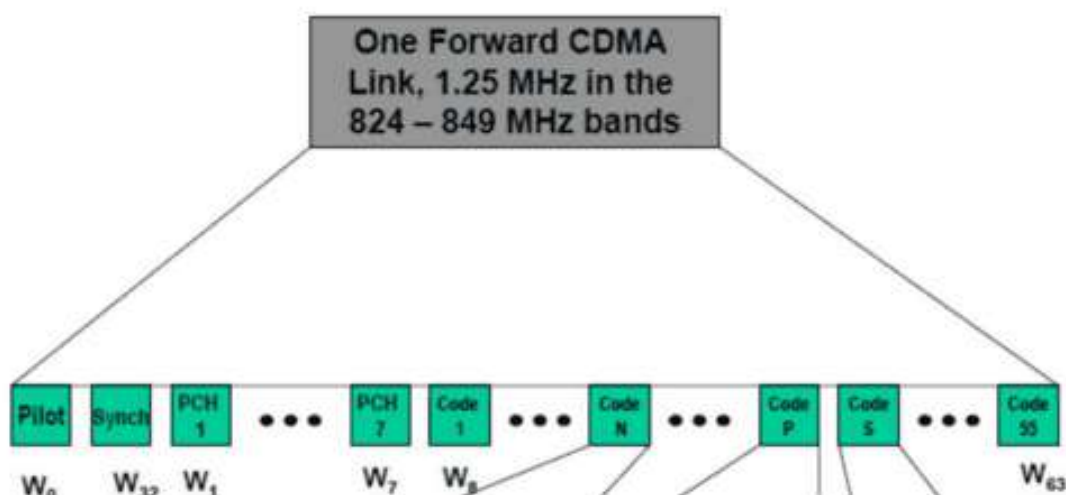 One Forward CDMA
Link, 1.25 MHz in the
824 – 849 MHz bands
Pilot
Synch
PCH
1
PCH
7
Code
1
Code
N
Code
P
Code
S
Code
55
W0
W32
W1
W7
W8
W63